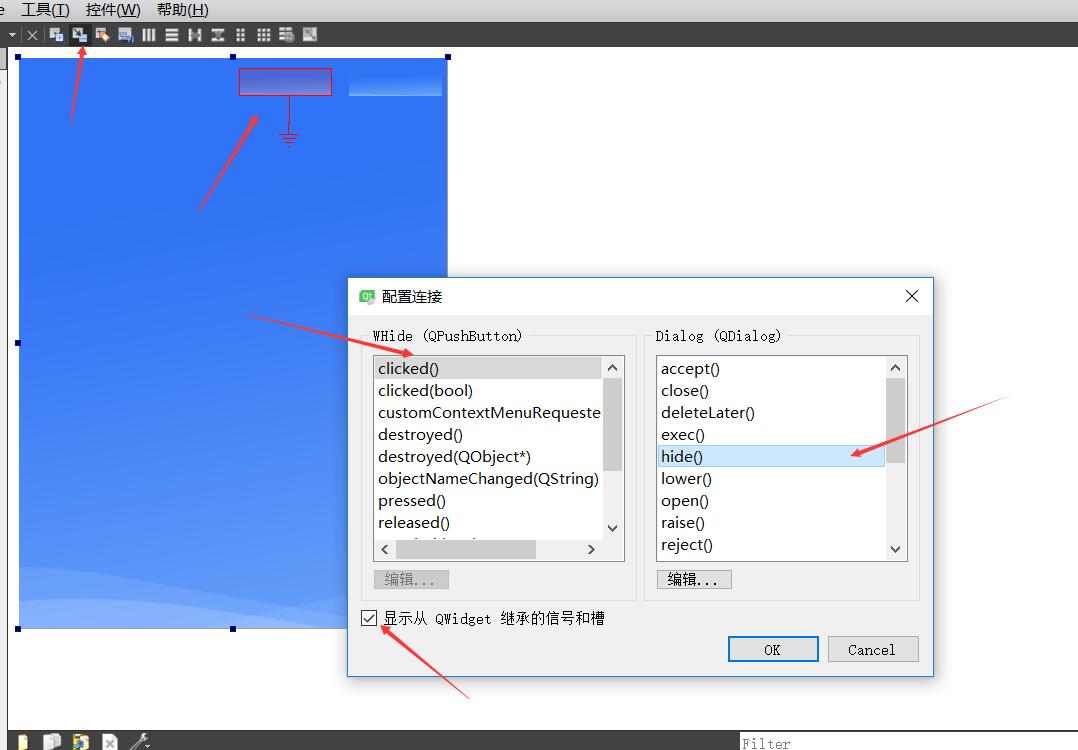 e 工具(T) 控件(W) 帮助(H)
配置连接
WHide (QPushButton)
clicked()
clicked(bool)
customContextMenuRequeste
destroyed()
destroyed(QObject*)
objectNameChanged(QString)
pressed()
released()
编辑...
Dialog (QDialog)
accept()
close()
deleteLater()
exec()
hide()
lower()
open()
raise()
reject()
编辑...
显示从 QWidget 继承的信号和槽
OK
Cancel
Filter